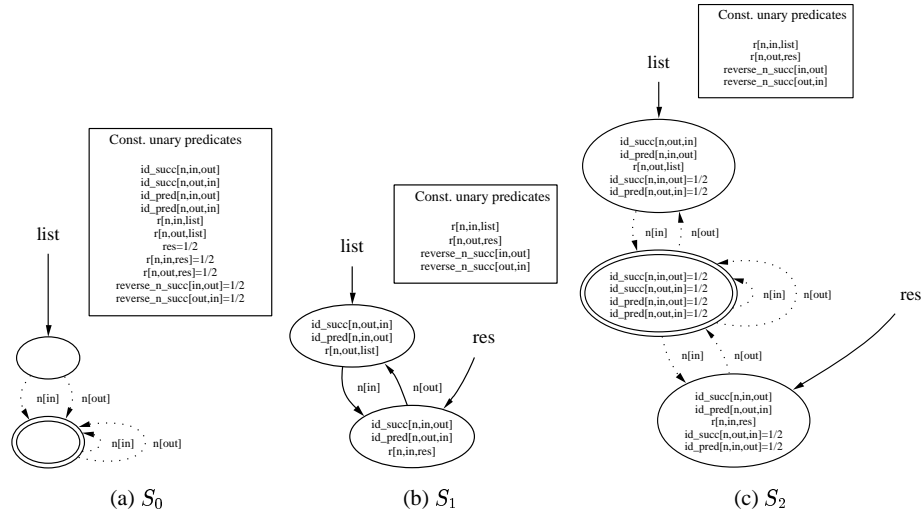 Const. unary predicates
id_succ[n,in,out]
id_succ[n,out,in]
id_pred[n,in,out]
id_pred[n,out,in]
r[n,in,list]
r[n,out,list]
res=1/2
r[n,in,res]=1/2
r[n,out,res]=1/2
reverse_n_succ[in,out]=1/2
reverse_n_succ[out,in]=1/2
list
n[in]
n[out]
n[in]
n[out]
(a) S0
Const. unary predicates
r[n,in,list]
r[n,out,res]
reverse_n_succ[in,out]
reverse_n_succ[out,in]
list
id_succ[n,out,in]
id_pred[n,in,out]
r[n,out,list]
res
n[in]
n[out]
id_succ[n,in,out]
id_pred[n,out,in]
r[n,in,res]
(b) S1
Const. unary predicates
r[n,in,list]
r[n,out,res]
reverse_n_succ[in,out]
reverse_n_succ[out,in]
list
id_succ[n,out,in]
id_pred[n,in,out]
r[n,out,list]
id_succ[n,in,out]=1/2
id_pred[n,out,in]=1/2
n[in]
n[out]
id_succ[n,in,out]=1/2
id_succ[n,out,in]=1/2
id_pred[n,in,out]=1/2
id_pred[n,out,in]=1/2
n[in]
n[out]
res
n[in]
n[out]
id_succ[n,in,out]
id_pred[n,out,in]
r[n,in,res]
id_succ[n,out,in]=1/2
id_pred[n,in,out]=1/2
(c) S2